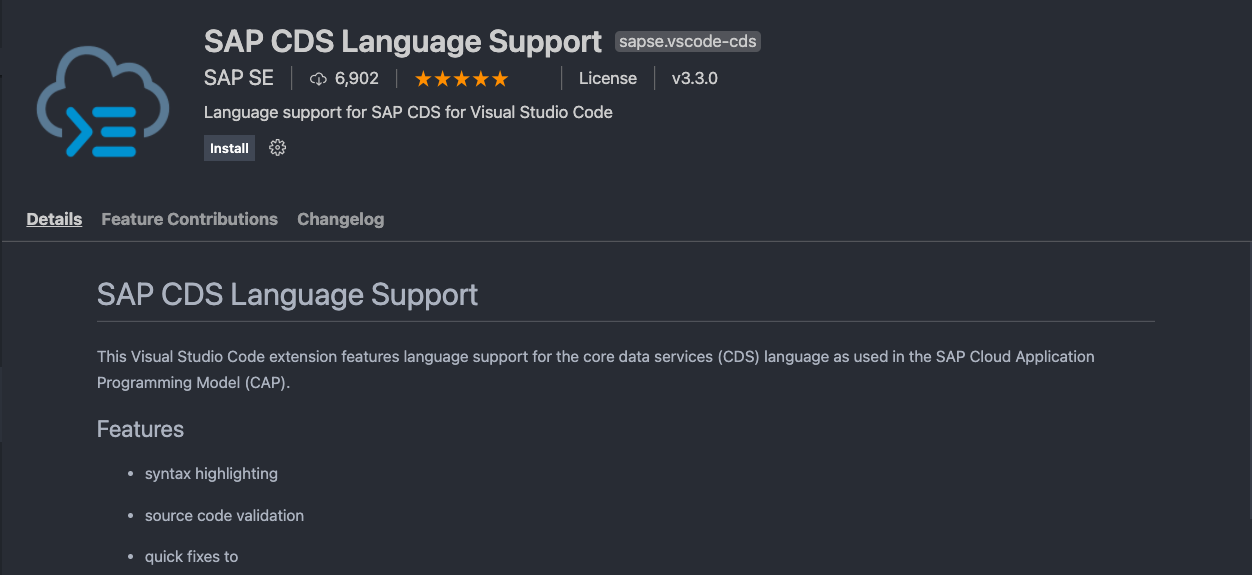 SAP CDS Language Support sapse.vscode-cds
SAP SE 6,902 License v3.3.0
Language support for SAP CDS for Visual Studio Code
Install
Details Feature Contributions Changelog
SAP CDS Language Support
This Visual Studio Code extension features language support for the core data services (CDS) language as used in the SAP Cloud Application
Programming Model (CAP).
Features
• syntax highlighting
• source code validation
• quick fixes to